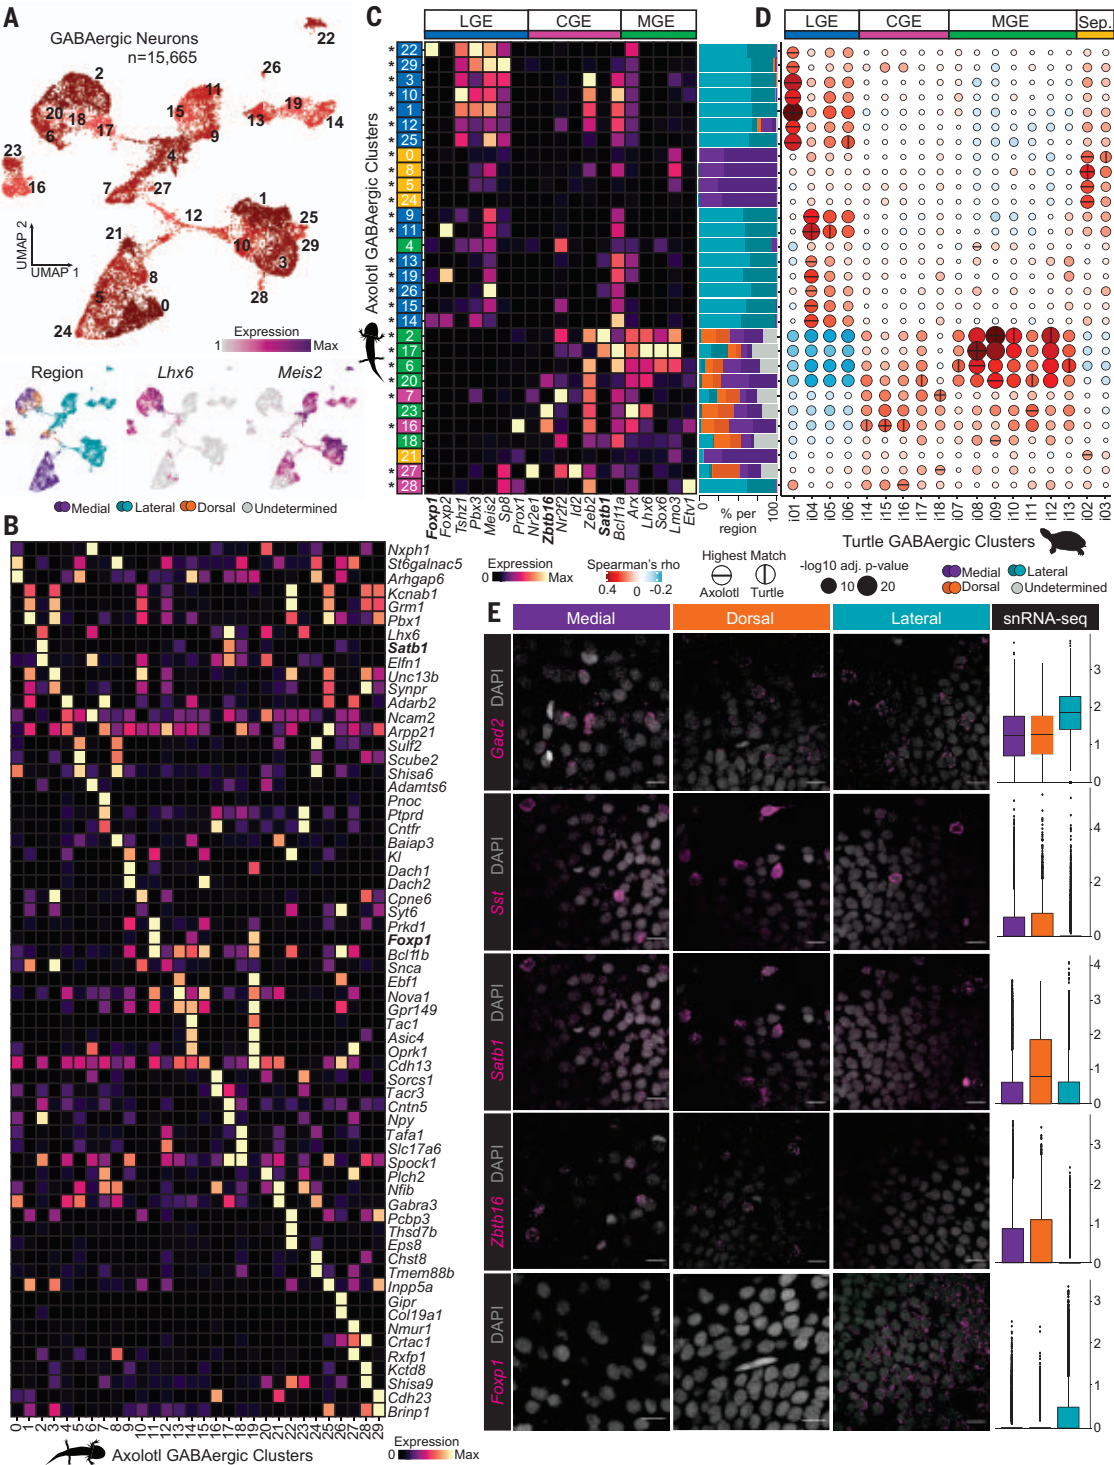 A
GABAergic Neurons
n=15,665
22
2
26
11
20
18
15
19
6
17
13
14
9
23
4
16
7
27
1
12
25
21
10
29
8
3
5
28
0
24
UMAP 2
UMAP 1
Expression
1 Max
Region
Lhx6
Meis2
Medial Lateral Dorsal Undetermined
B
Nxph1
St6galnac5
Arhgap6
Kcnab1
Grm1
Pbx1
Lhx6
Satb1
Elfn1
Unc13b
Synpr
Adarb2
Ncam2
Arpp21
Sulf2
Scube2
Shisa6
Adamts6
Pnoc
Ptprd
Cntfr
Baiap3
Kl
Dach1
Dach2
Cpne6
Syt6
Prkd1
Foxp1
Bcl11b
Snca
Ebf1
Nova1
Gpr149
Tac1
Asic4
Oprk1
Cdh13
Sorcs1
Tacr3
Cntn5
Npy
Tafa1
Slc17a6
Spock1
Plch2
Nfib
Gabra3
Pcbp3
Thsd7b
Eps8
Chst8
Tmem88b
Inpp5a
Gipr
Col19a1
Nmur1
Crtac1
Rxfp1
Kctd8
Shisa9
Cdh23
Brinp1
0 1 2 3 4 5 6 7 8 9 10 11 12 13 14 15 16 17 18 19 20 21 22 23 24 25 26 27 28 29
Axolotl GABAergic Clusters
Expression
0 Max
C
LGE CGE MGE
Axolotl GABAergic Clusters
* 22
* 29
* 3
* 10
* 1
* 12
* 25
* 0
* 8
* 5
* 24
* 9
* 11
4
* 13
* 19
* 26
* 15
* 14
* 2
* 17
* 6
* 20
* 7
23
* 16
18
21
* 27
* 28
Foxp1 Foxp2 Tshz1 Pbx3 Meis2 Sp8 Prox1 Nr2e1 Zbtb16 Nr2f2 Id2 Zeb2 Satb1 Bcl11a Arx Lhx6 Sox6 Lmo3 Etv1
0 100
% per
region
Expression
0 Max
D
LGE CGE MGE Sep.
i01 i04 i05 i06 i14 i15 i16 i17 i18 i07 i08 i09 i10 i11 i12 i13 i02 i03
Turtle GABAergic Clusters
Spearman's rho
0.4 0 -0.2
Highest Match
Axolotl Turtle
-log10 adj. p-value
10 20
Medial Lateral
Dorsal Undetermined
E
Medial Dorsal Lateral snRNA-seq
Gad2 DAPI
3
2
1
0
Sst DAPI
4
2
0
Satb1 DAPI
4
3
2
1
0
Zbtb16 DAPI
3
2
1
0
Foxp1 DAPI
3
2
1
0